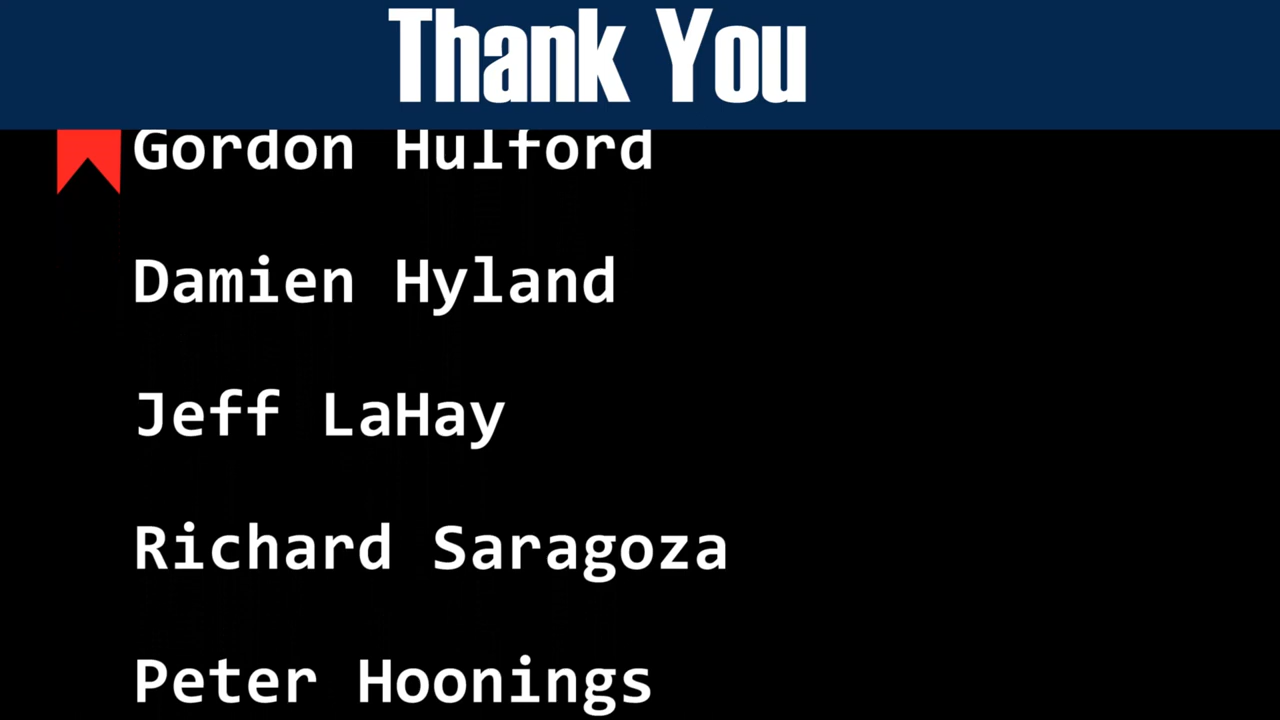 Thank You
Gordon Hulford
Damien Hyland
Jeff LaHay
Richard Saragoza
Peter Hoonings